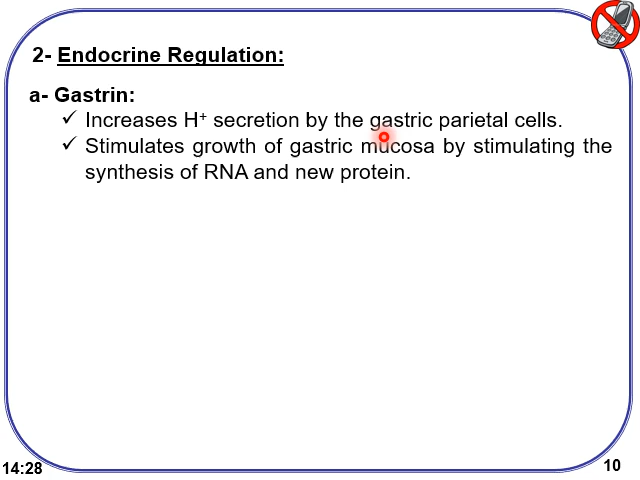 2- Endocrine Regulation:
a- Gastrin:
✓ Increases H⁺ secretion by the gastric parietal cells.
✓ Stimulates growth of gastric mucosa by stimulating the
synthesis of RNA and new protein.
14:28
10